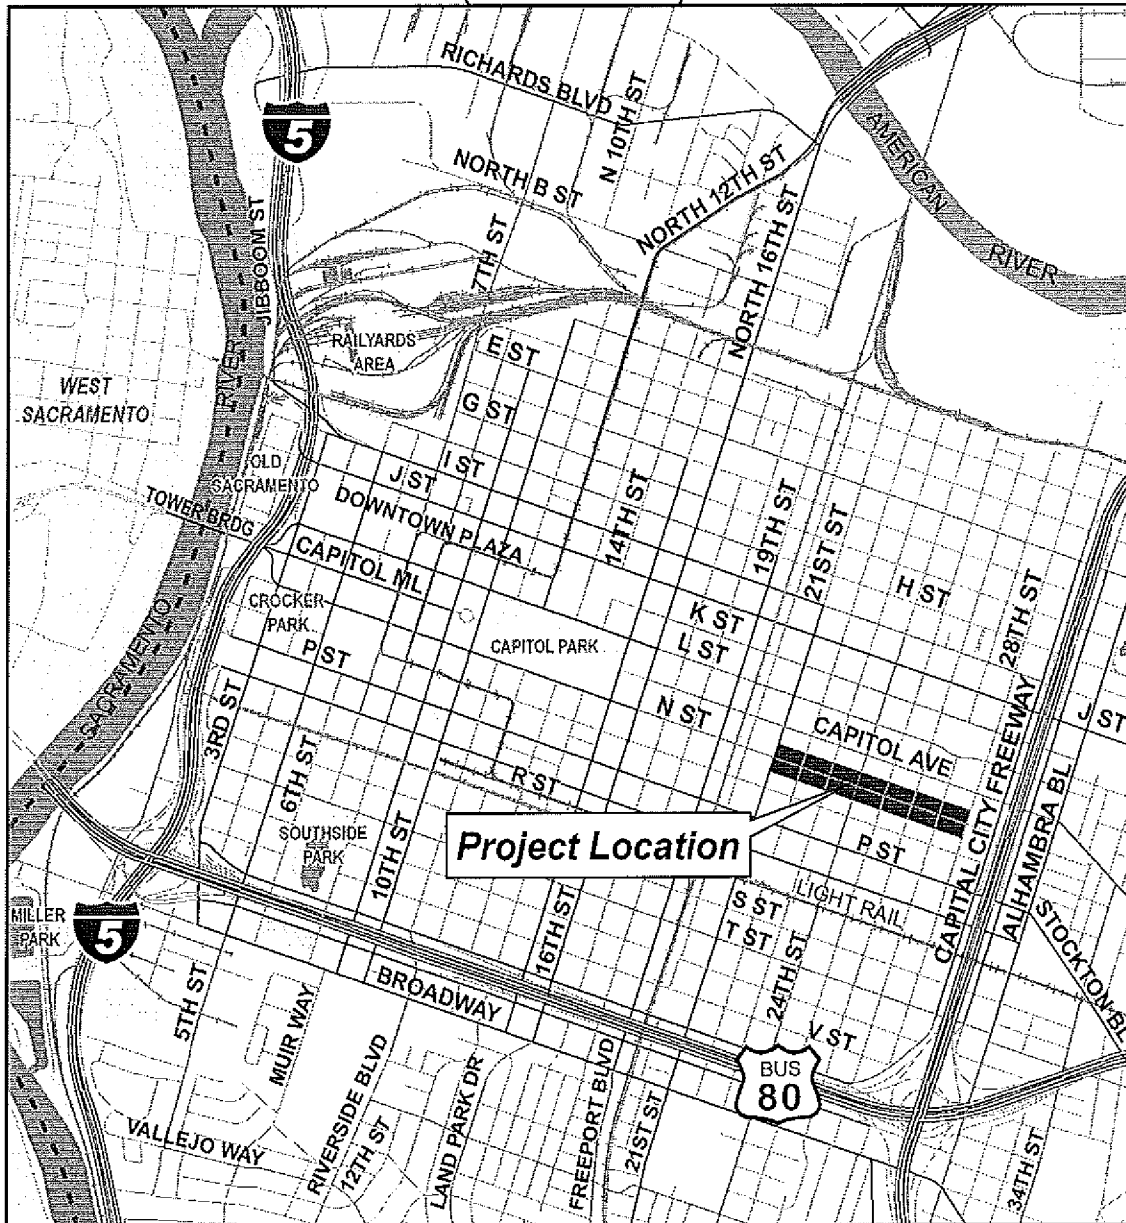 RICHARDS BLVD
N 10TH ST
5
NORTH B ST
NORTH 12TH ST
AMERICAN
RIVER
JIBBOOM ST
7TH ST
NORTH 16TH ST
RAILYARDS
AREA
E ST
WEST
SACRAMENTO
RIVER
G ST
I ST
J ST
OLD
SACRAMENTO
14TH ST
19TH ST
21ST ST
TOWER BRDG
DOWNTOWN PLAZA
CAPITOL ML
H ST
28TH ST
CROCKER
PARK
K ST
L ST
CAPITOL PARK
SACRAMENTO
P ST
N ST
J ST
3RD ST
CAPITOL AVE
6TH ST
R ST
CAPITAL CITY FREEWAY
ALHAMBRA BL
SOUTHSIDE
PARK
10TH ST
Project Location
P ST
LIGHT RAIL
MILLER
PARK
5
16TH ST
S ST
T ST
24TH ST
STOCKTON BL
5TH ST
MUIR WAY
BROADWAY
V ST
BUS
80
VALLEJO WAY
RIVERSIDE BLVD
12TH ST
LAND PARK DR
FREEPORT BLVD
21ST ST
34TH ST